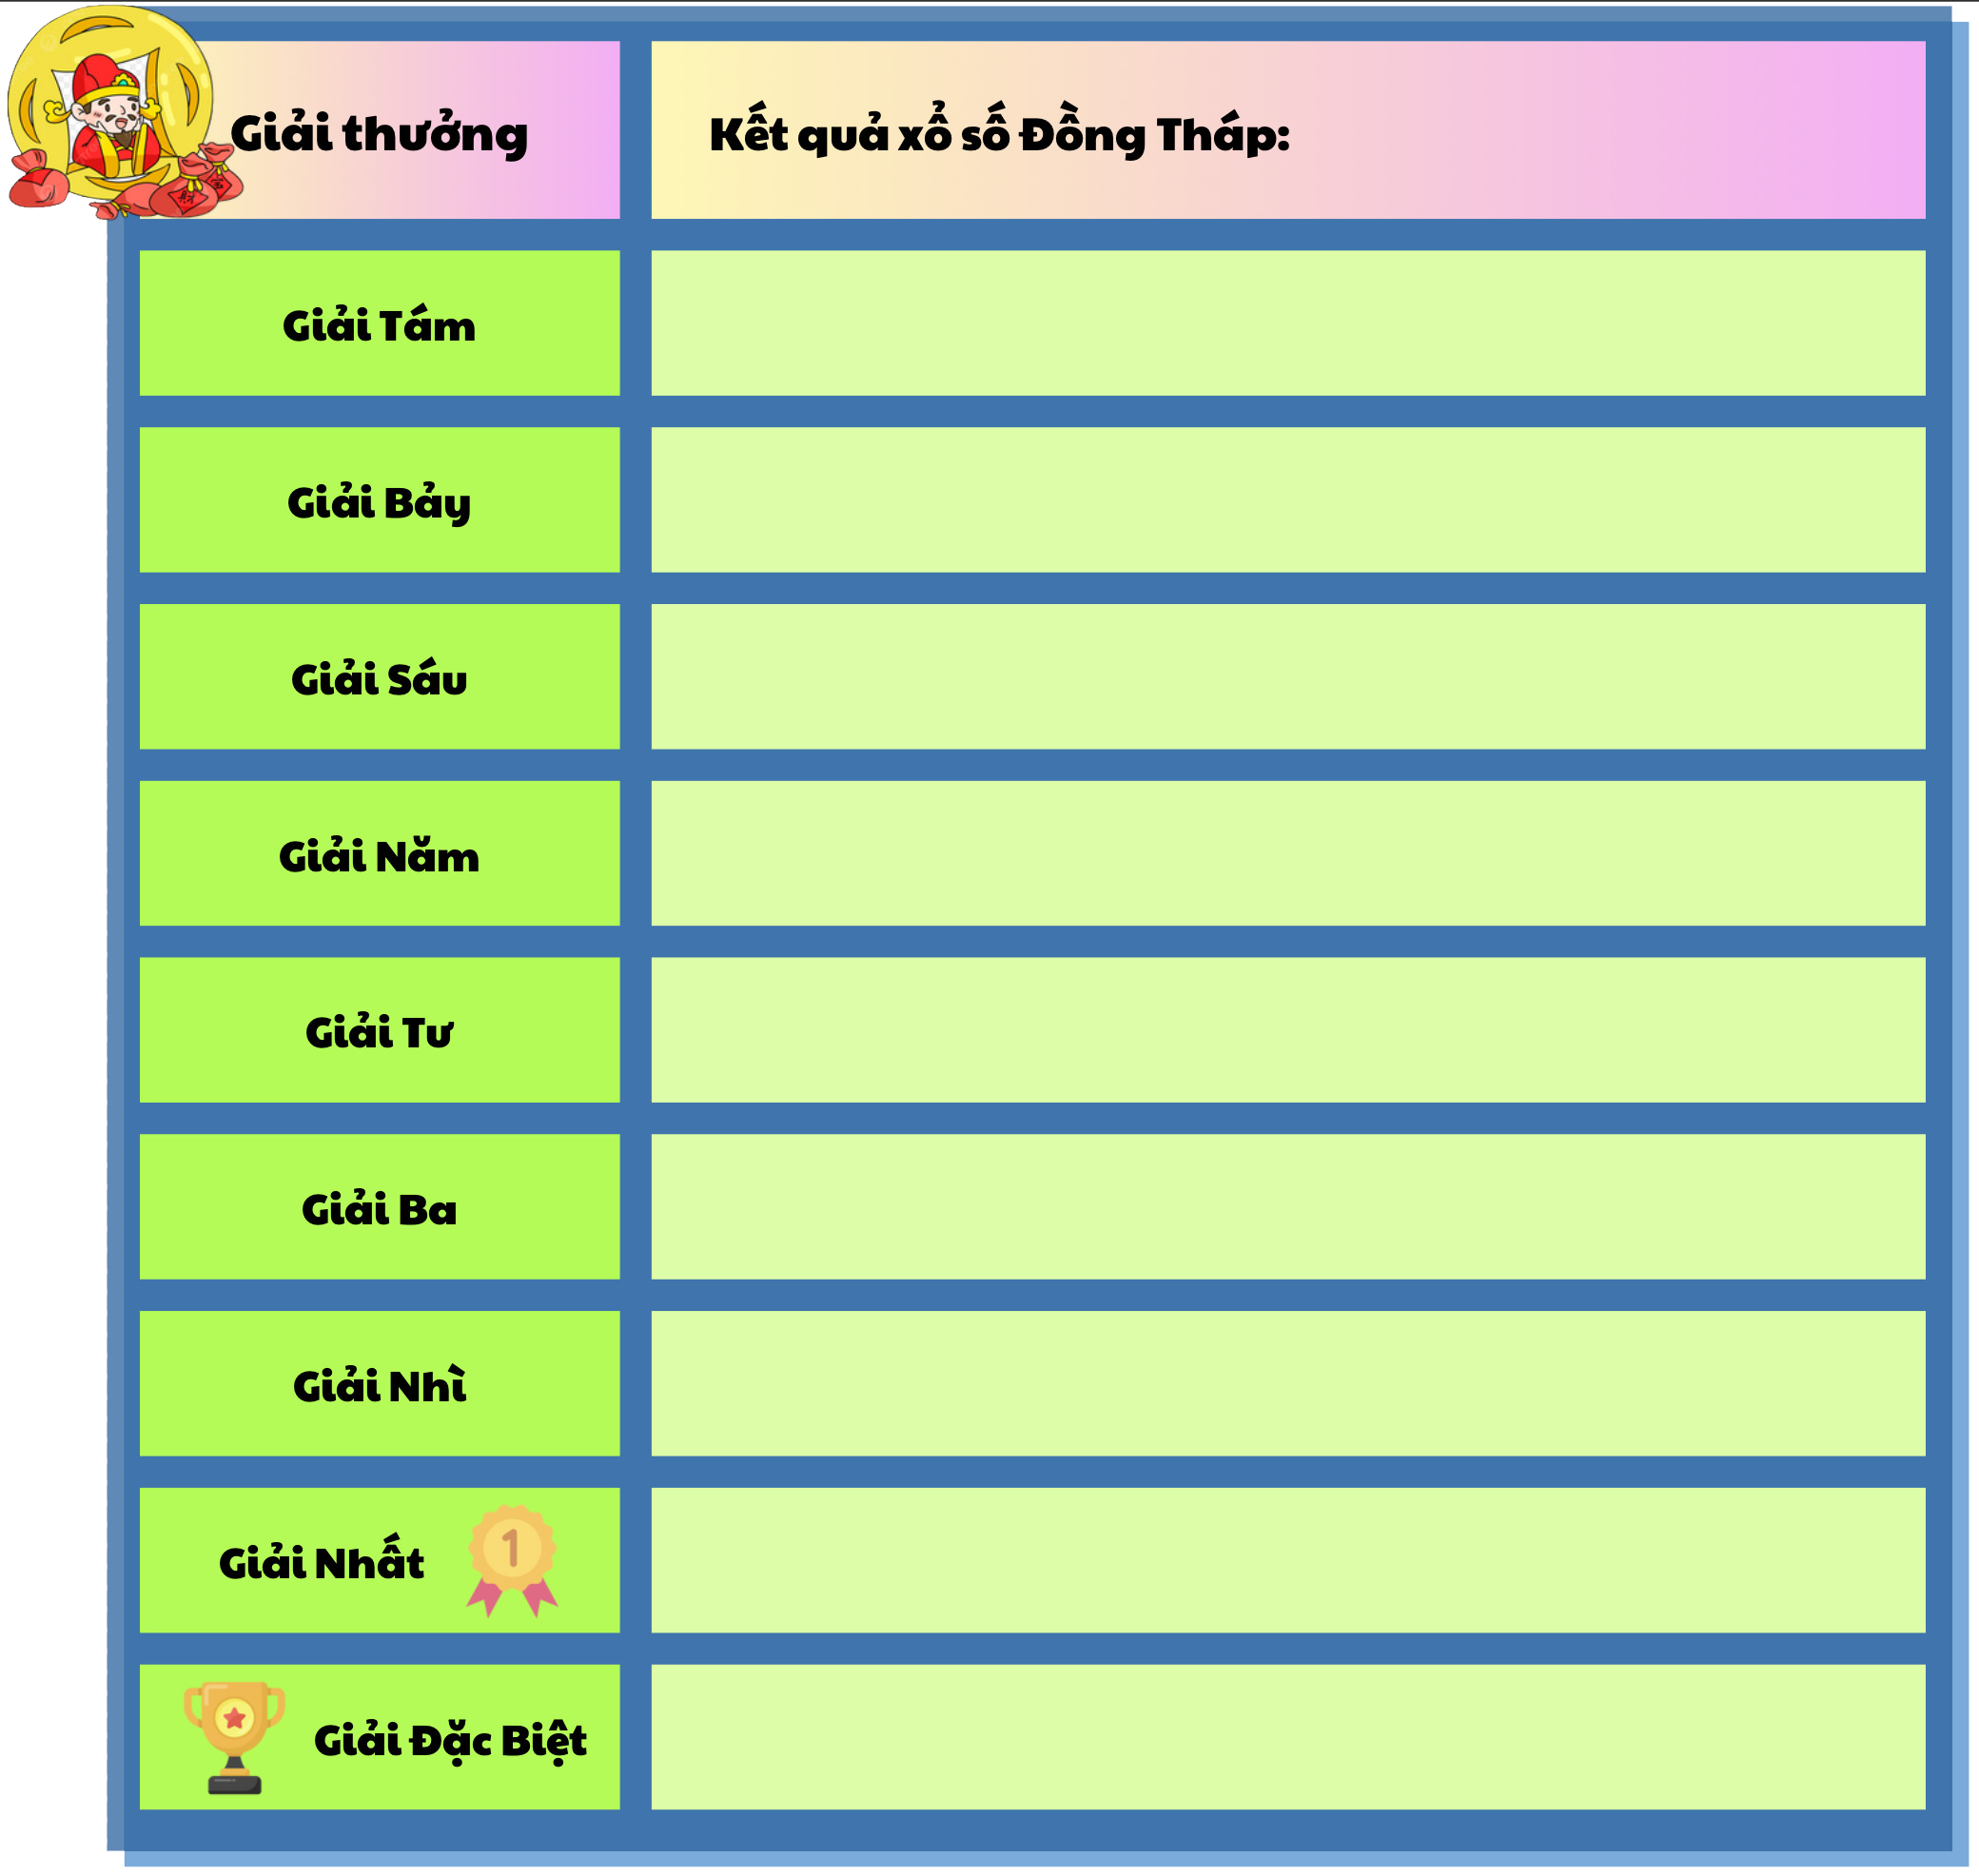 Giải thưởng
Kết quả xổ số Đồng Tháp:
Giải Tám
Giải Bảy
Giải Sáu
Giải Năm
Giải Tư
Giải Ba
Giải Nhì
Giải Nhất
1
Giải Đặc Biệt